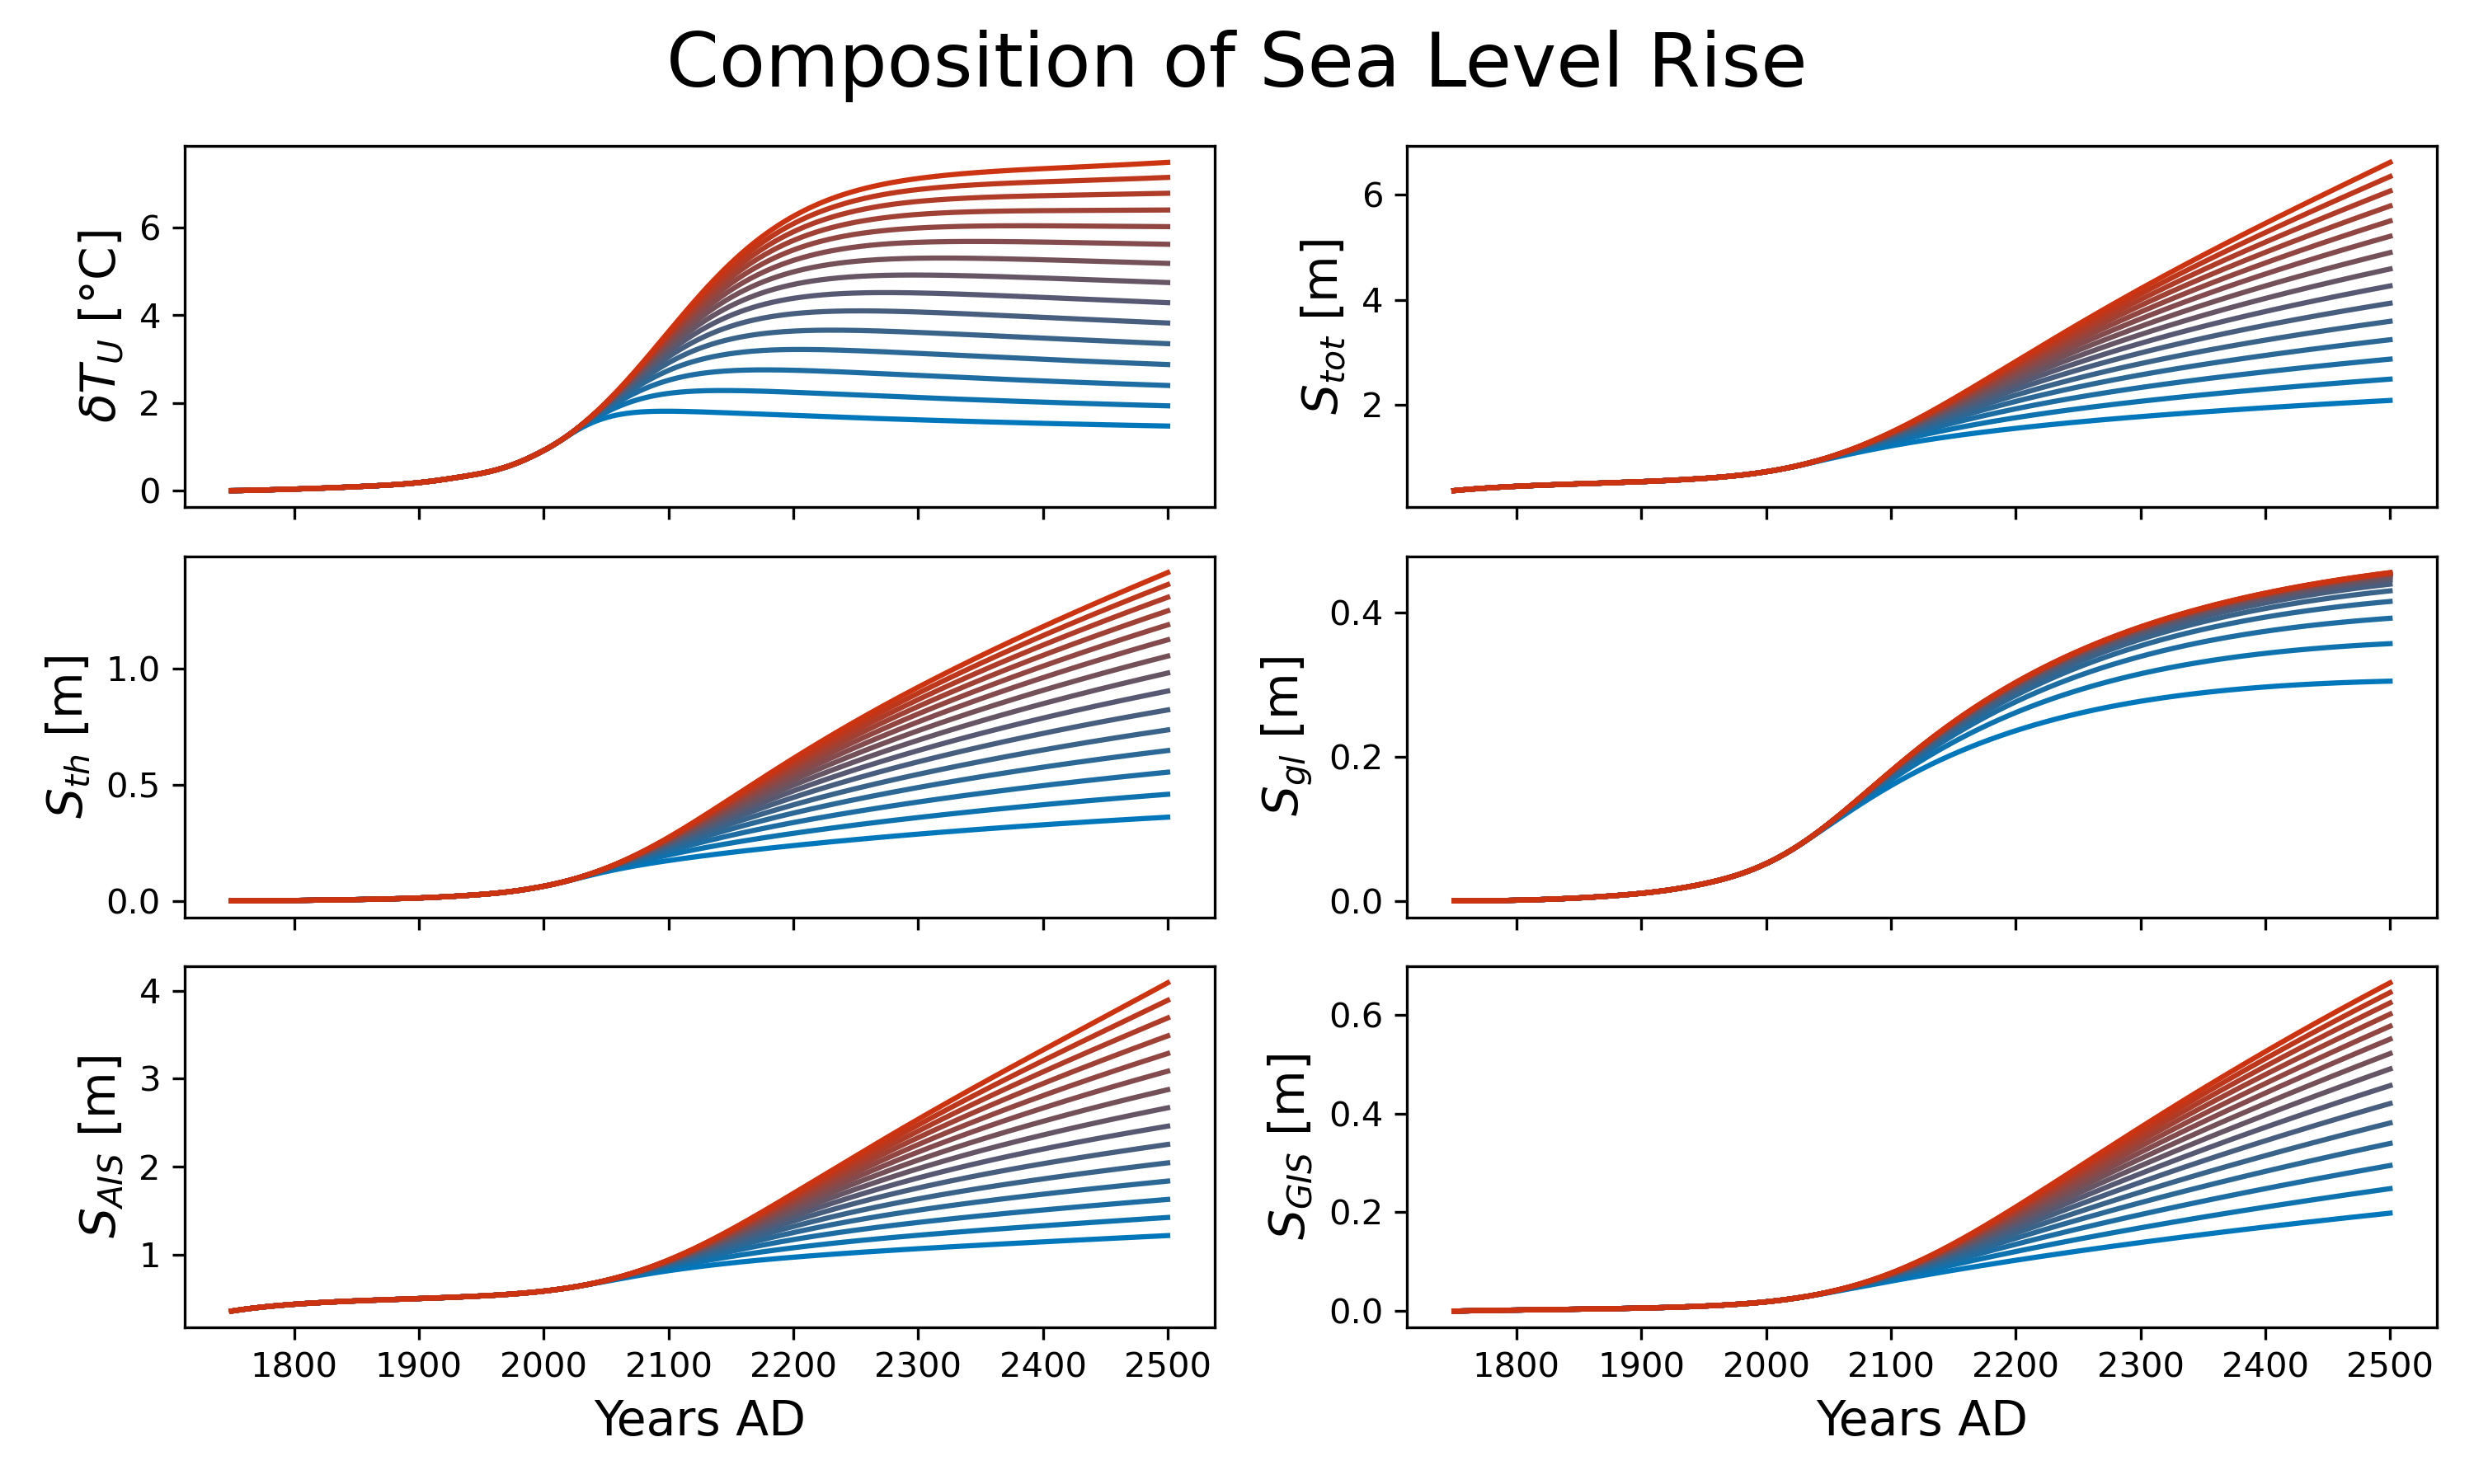 Composition of Sea Level Rise
δT_U [°C]
6
4
2
0
S_tot [m]
6
4
2
S_th [m]
1.0
0.5
0.0
S_gl [m]
0.4
0.2
0.0
S_AIS [m]
4
3
2
1
1800 1900 2000 2100 2200 2300 2400 2500
Years AD
S_GIS [m]
0.6
0.4
0.2
0.0
1800 1900 2000 2100 2200 2300 2400 2500
Years AD